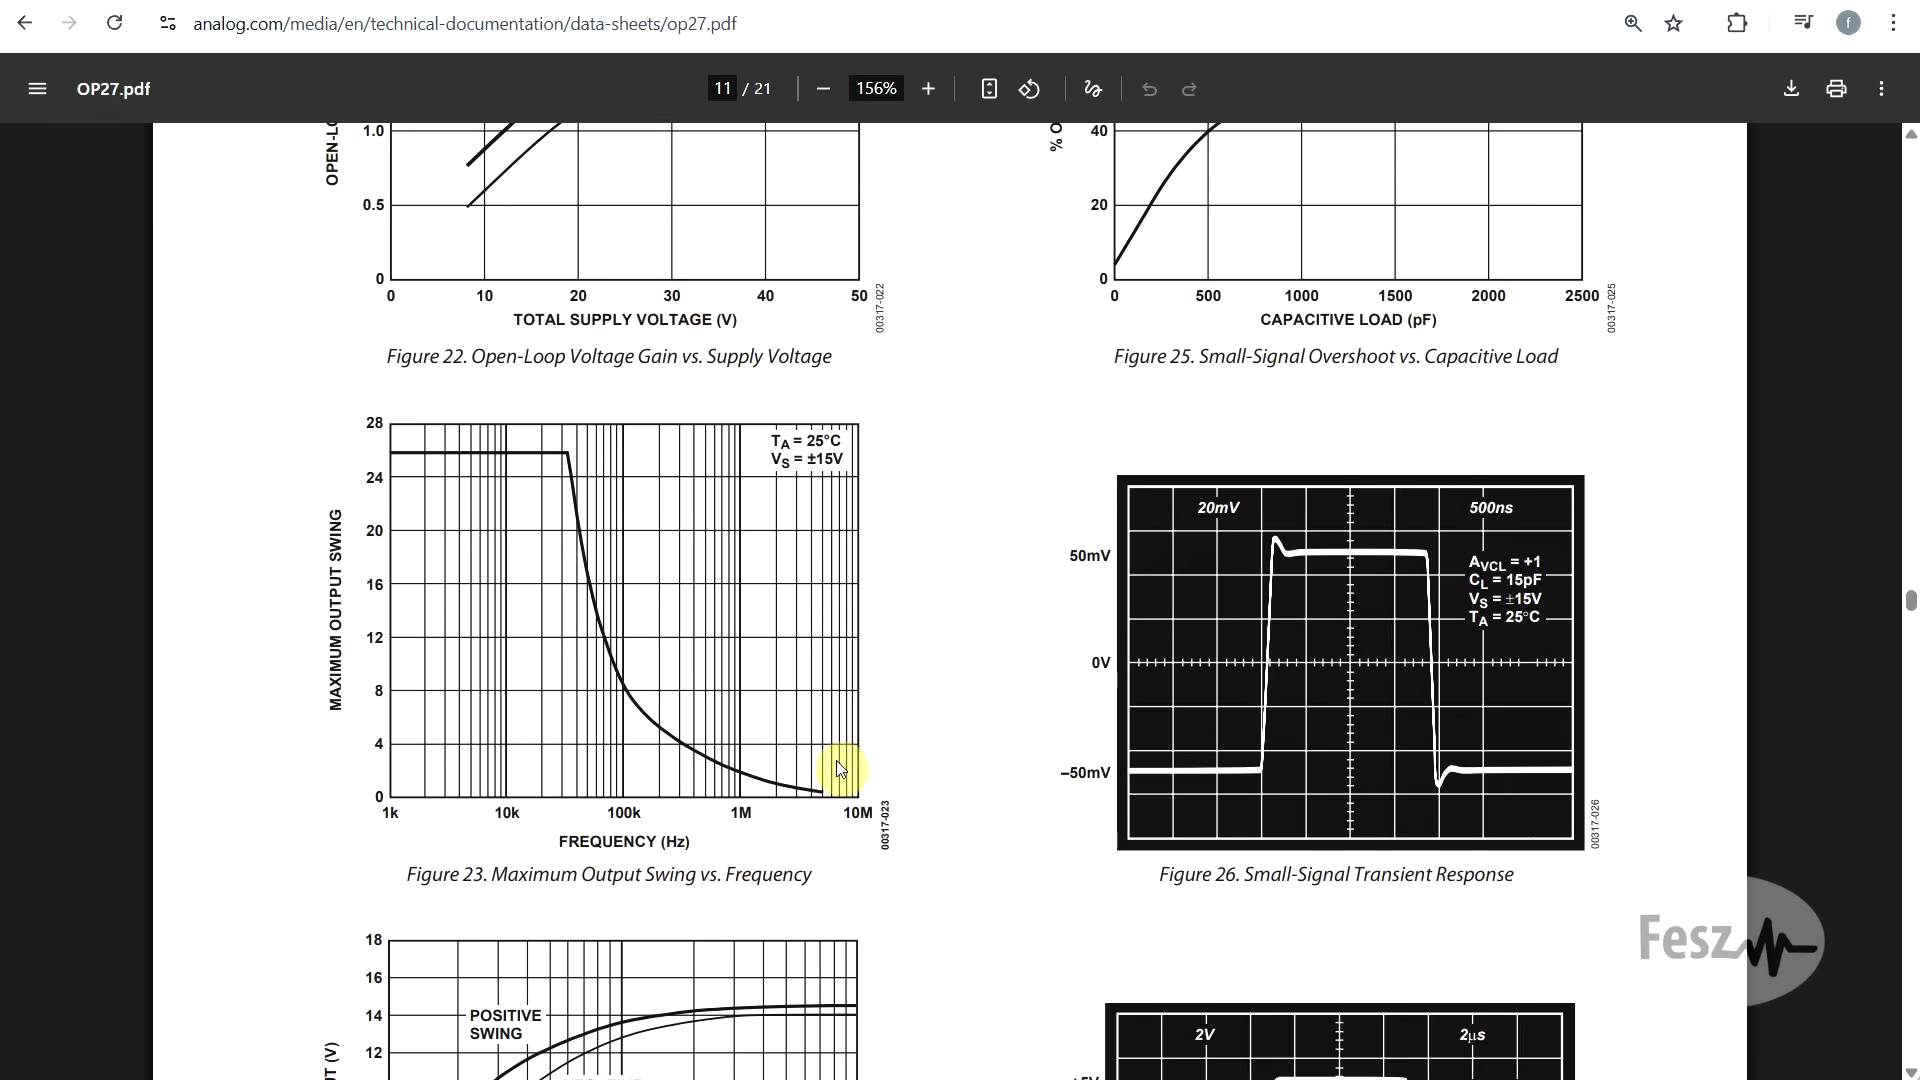 analog.com/media/en/technical-documentation/data-sheets/op27.pdf
f
OP27.pdf
11 / 21
156%
1.0
0.5
0
0 10 20 30 40 50
TOTAL SUPPLY VOLTAGE (V)
00317-022
Figure 22. Open-Loop Voltage Gain vs. Supply Voltage
40
20
0
0 500 1000 1500 2000 2500
CAPACITIVE LOAD (pF)
00317-025
Figure 25. Small-Signal Overshoot vs. Capacitive Load
28
24
20
16
12
8
4
0
MAXIMUM OUTPUT SWING
TA = 25°C
VS = ±15V
1k 10k 100k 1M 10M
FREQUENCY (Hz)
00317-023
Figure 23. Maximum Output Swing vs. Frequency
20mV 500ns
50mV
0V
–50mV
AVCL = +1
CL = 15pF
VS = ±15V
TA = 25°C
00317-026
Figure 26. Small-Signal Transient Response
18
16
14
12
POSITIVE
SWING
2V 2μs
Fesz